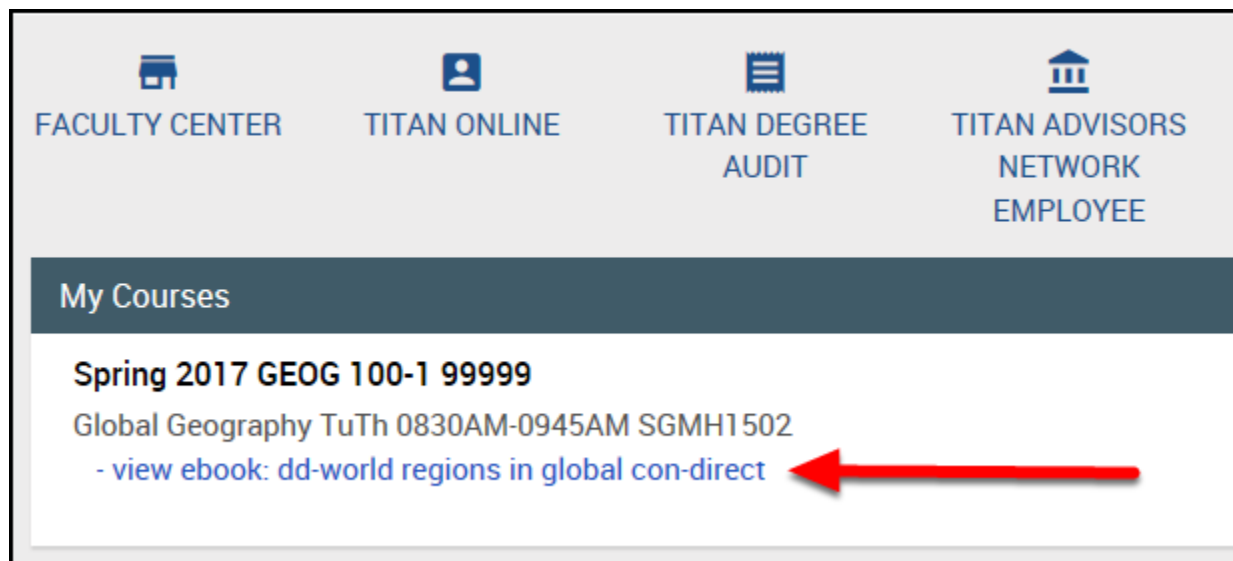 FACULTY CENTER
TITAN ONLINE
TITAN DEGREE
AUDIT
TITAN ADVISORS
NETWORK
EMPLOYEE
My Courses
Spring 2017 GEOG 100-1 99999
Global Geography TuTh 0830AM-0945AM SGMH1502
- view ebook: dd-world regions in global con-direct